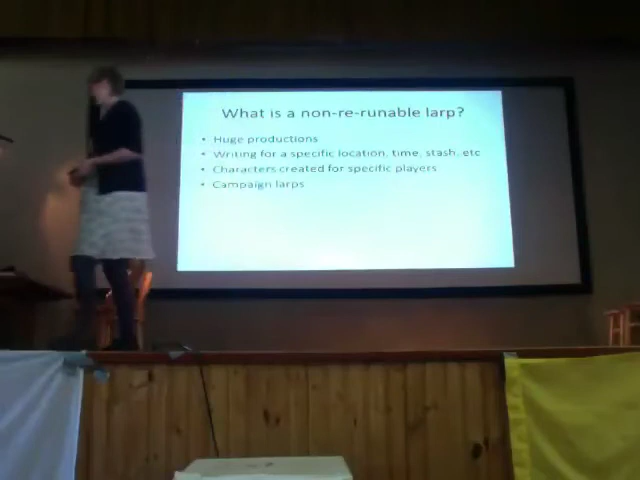 What is a non-re-runable larp?
• Huge productions
• Writing for a specific location, time, stash, etc
• Characters created for specific players
• Campaign larps